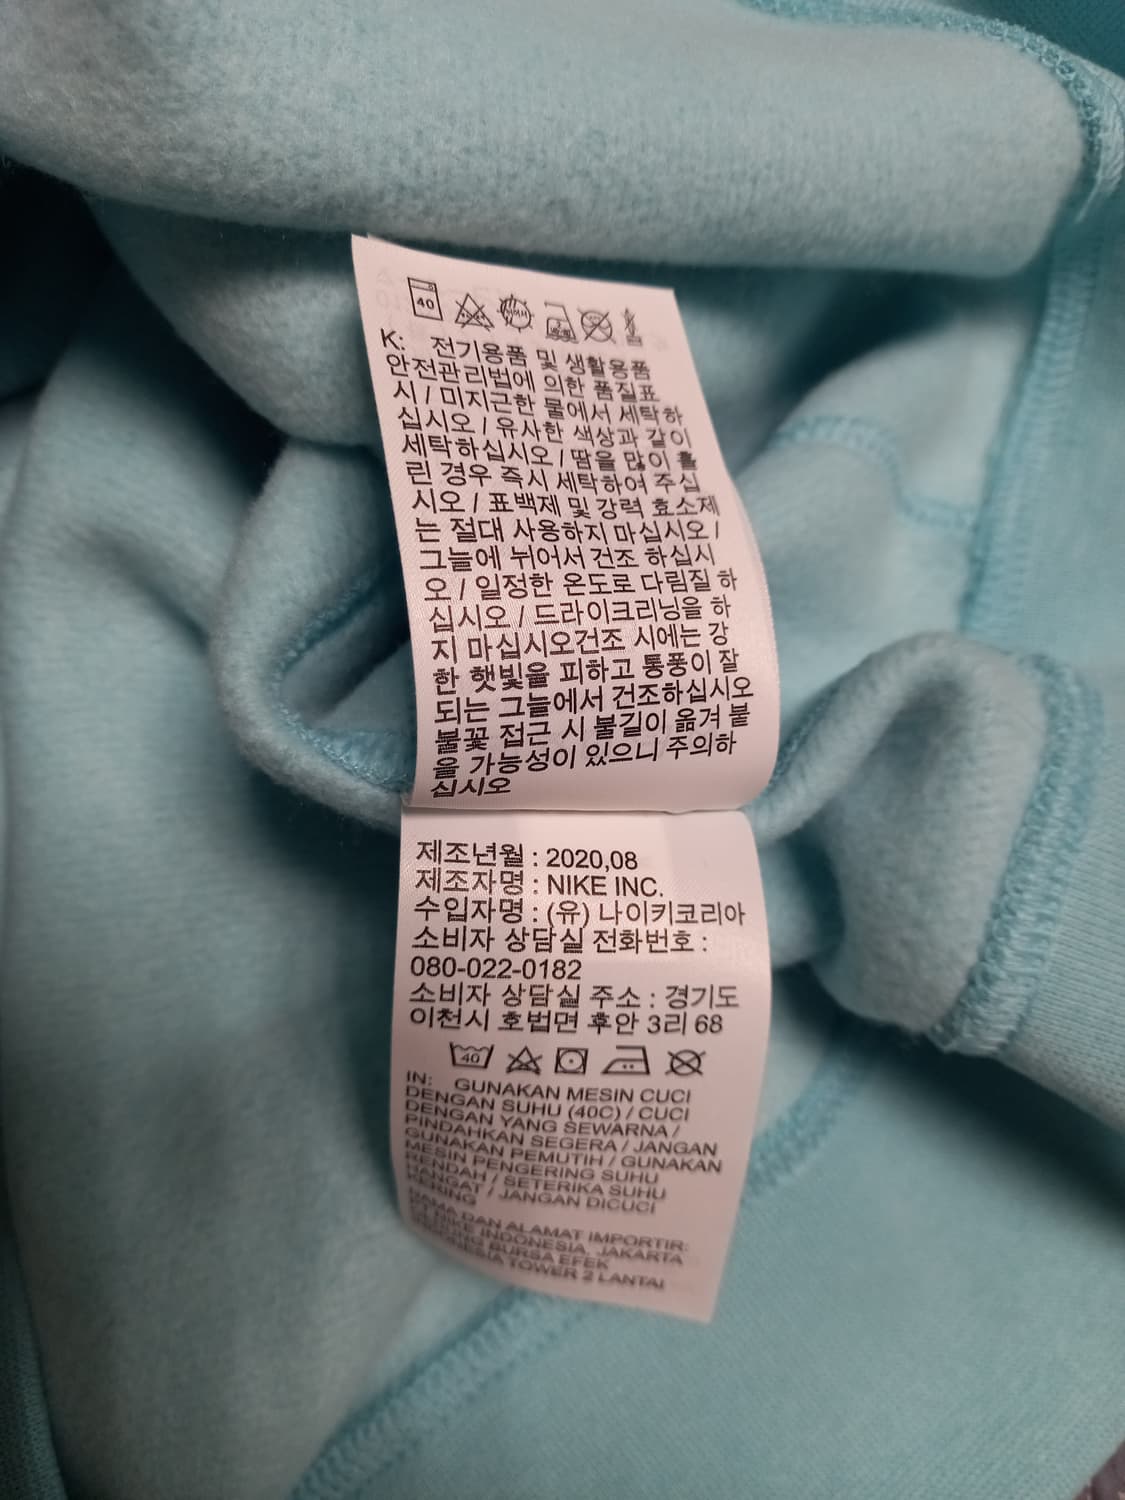 40
K: 전기용품 및 생활용품
안전관리법에 의한 품질표
시 / 미지근한 물에서 세탁하
십시오 / 유사한 색상과 같이
세탁하십시오 / 땀을 많이 흘
린 경우 즉시 세탁하여 주십
시오 / 표백제 및 강력 효소제
는 절대 사용하지 마십시오 /
그늘에 뉘어서 건조 하십시
오 / 일정한 온도로 다림질 하
십시오 / 드라이크리닝을 하
지 마십시오건조 시에는 강
한 햇빛을 피하고 통풍이 잘
되는 그늘에서 건조하십시오
불꽃 접근 시 불길이 옮겨 붙
을 가능성이 있으니 주의하
십시오
제조년월 : 2020,08
제조자명 : NIKE INC.
수입자명 : (유) 나이키코리아
소비자 상담실 전화번호 :
080-022-0182
소비자 상담실 주소 : 경기도
이천시 호법면 후안 3리 68
40
IN: GUNAKAN MESIN CUCI
DENGAN SUHU (40C) / CUCI
DENGAN YANG SEWARNA /
PINDAHKAN SEGERA / JANGAN
GUNAKAN PEMUTIH / GUNAKAN
MESIN PENGERING SUHU
RENDAH / SETERIKA SUHU
HANGAT / JANGAN DICUCI
KERING
NAMA DAN ALAMAT IMPORTIR:
PT NIKE INDONESIA, JAKARTA
BURSA EFEK
TOWER 2 LANTAI